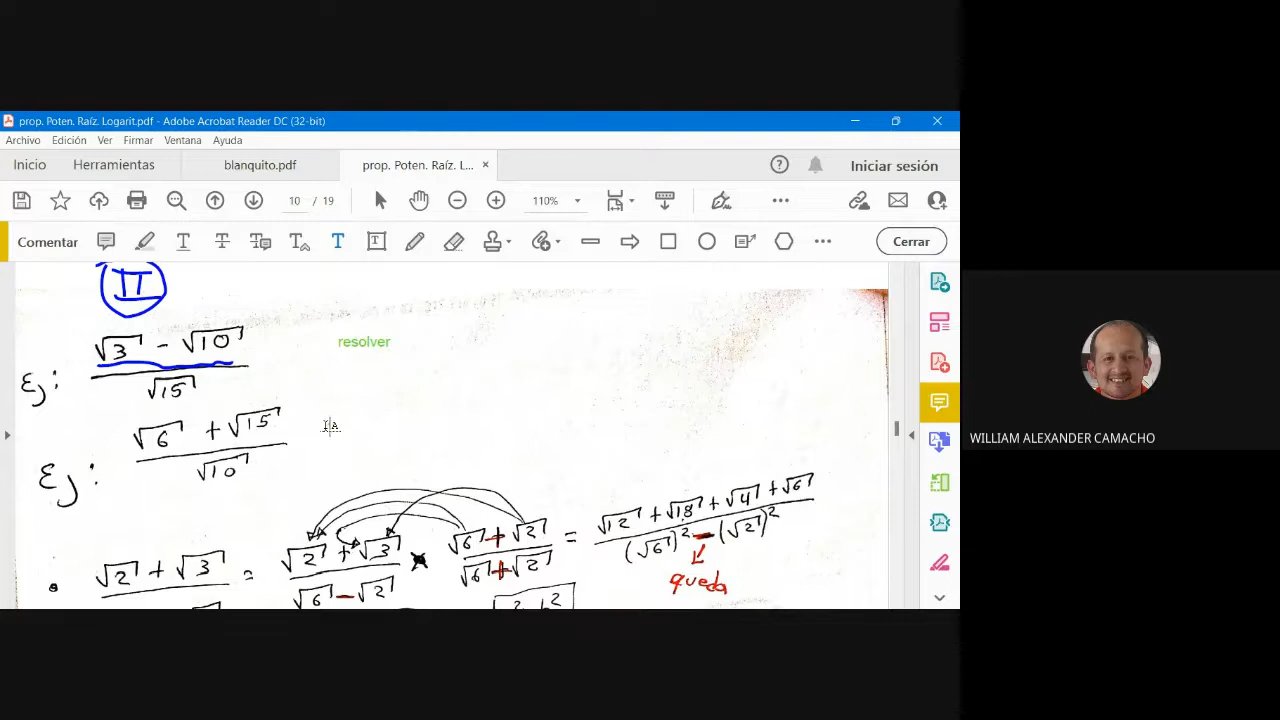 prop. Poten. Raíz. Logarit.pdf - Adobe Acrobat Reader DC (32-bit)
Archivo Edición Ver Firmar Ventana Ayuda
Inicio Herramientas blanquito.pdf prop. Poten. Raíz. L... × Iniciar sesión
10 / 19 110%
Comentar Cerrar
II
Ej: (√3 - √10) / √15
resolver
Ej: (√6 + √15) / √10
• √2 + √3 = (√2 + √3) / (√6 - √2) × (√6 + √2) / (√6 + √2) = (√12 + √18 + √4 + √6) / ((√6)² - (√2)²)
queda
WILLIAM ALEXANDER CAMACHO